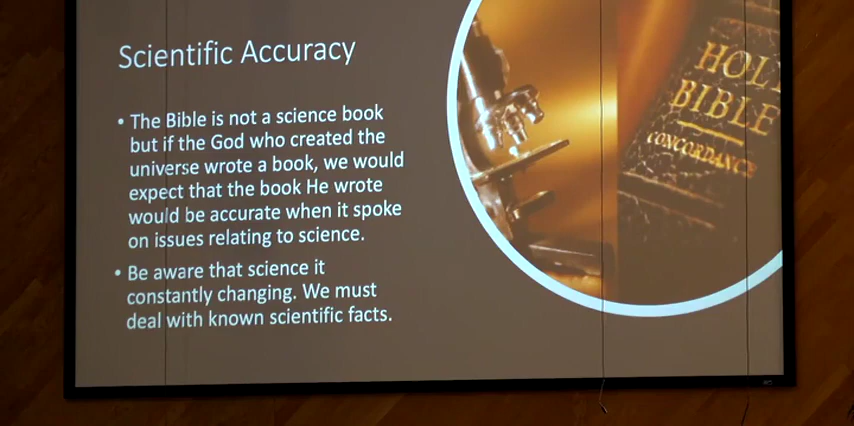 Scientific Accuracy
• The Bible is not a science book
but if the God who created the
universe wrote a book, we would
expect that the book He wrote
would be accurate when it spoke
on issues relating to science.
• Be aware that science it
constantly changing. We must
deal with known scientific facts.
HOLY
BIBLE
CONCORDANCE